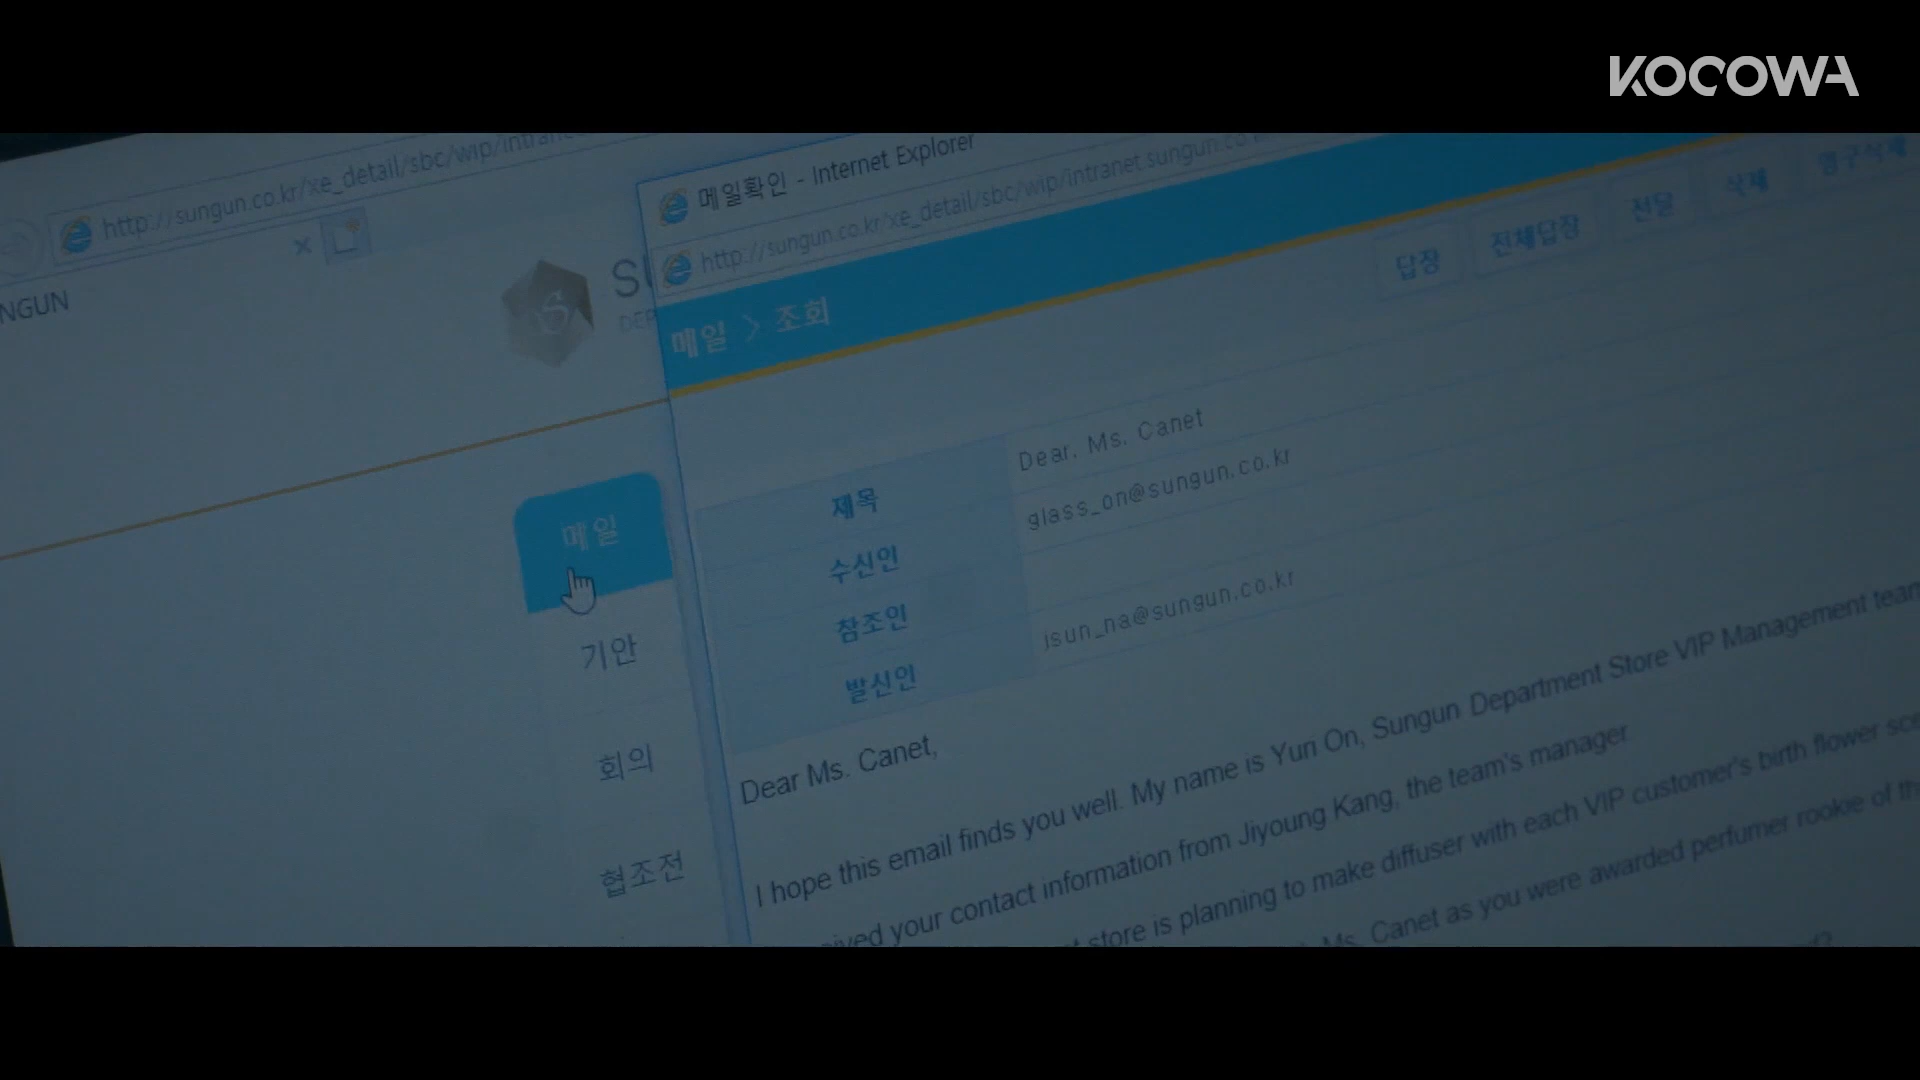 KOCOWA
http://sungun.co.kr/xe_detail/sbc/wip/intranet
NGUN
메일확인 - Internet Explorer
http://sungun.co.kr/xe_detail/sbc/wip/intranet.sungun.co.
메일 > 조회
답장 전체답장 전달 삭제 영구삭제
제목 Dear. Ms. Canet
수신인 glass_on@sungun.co.kr
참조인
발신인 jsun_na@sungun.co.kr
메일
기안
회의
협조전
Dear Ms. Canet,
I hope this email finds you well. My name is Yuri On, Sungun Department Store VIP Management team
your contact information from Jiyoung Kang, the team's manager
store is planning to make diffuser with each VIP customer's birth flower
Ms. Canet as you were awarded perfumer rookie of